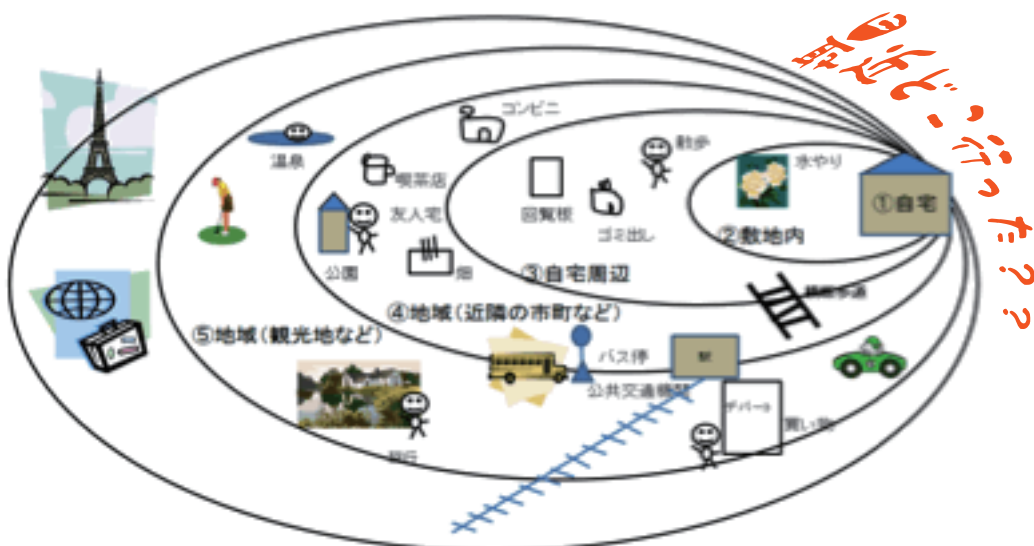 最近どこ行った？？
コンビニ
散歩
水やり
①自宅
温泉
喫茶店
友人宅
回覧板
ゴミ出し
②敷地内
公園
畑
③自宅周辺
④地域(近隣の市町など)
⑤地域(観光地など)
バス停
駅
公共交通機関
デパート
買い物
旅行
横断歩道